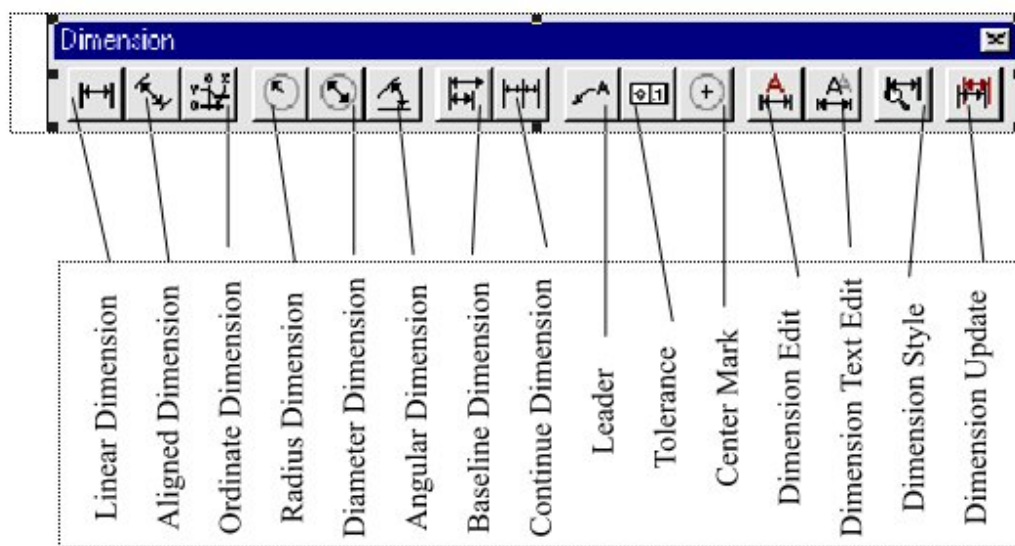 Dimension
Linear Dimension
Aligned Dimension
Ordinate Dimension
Radius Dimension
Diameter Dimension
Angular Dimension
Baseline Dimension
Continue Dimension
Leader
Tolerance
Center Mark
Dimension Edit
Dimension Text Edit
Dimension Style
Dimension Update